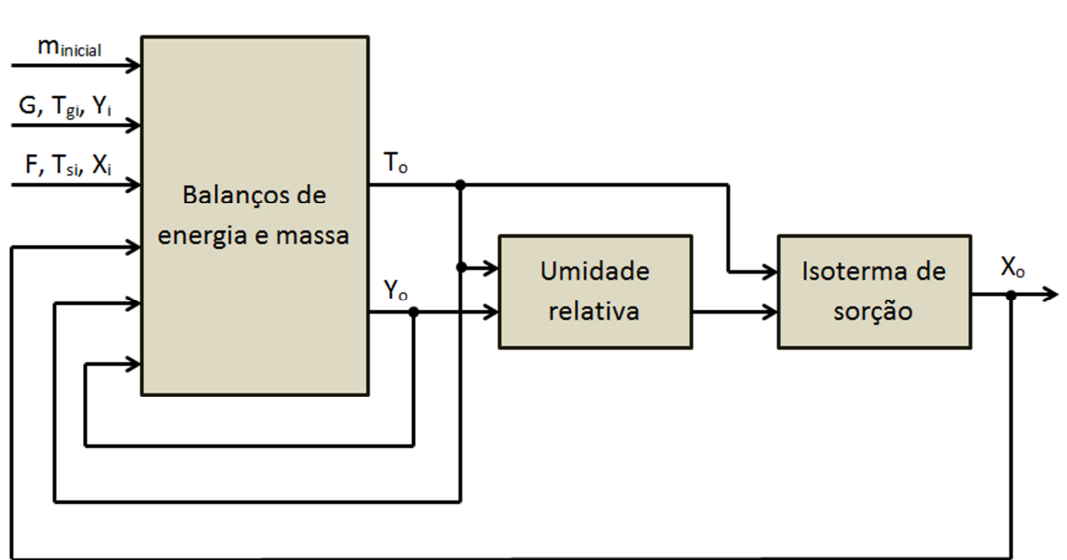 minicial
G, Tgi, Yi
F, Tsi, Xi
Balanços de
energia e massa
To
Yo
Umidade
relativa
Isoterma de
sorção
Xo